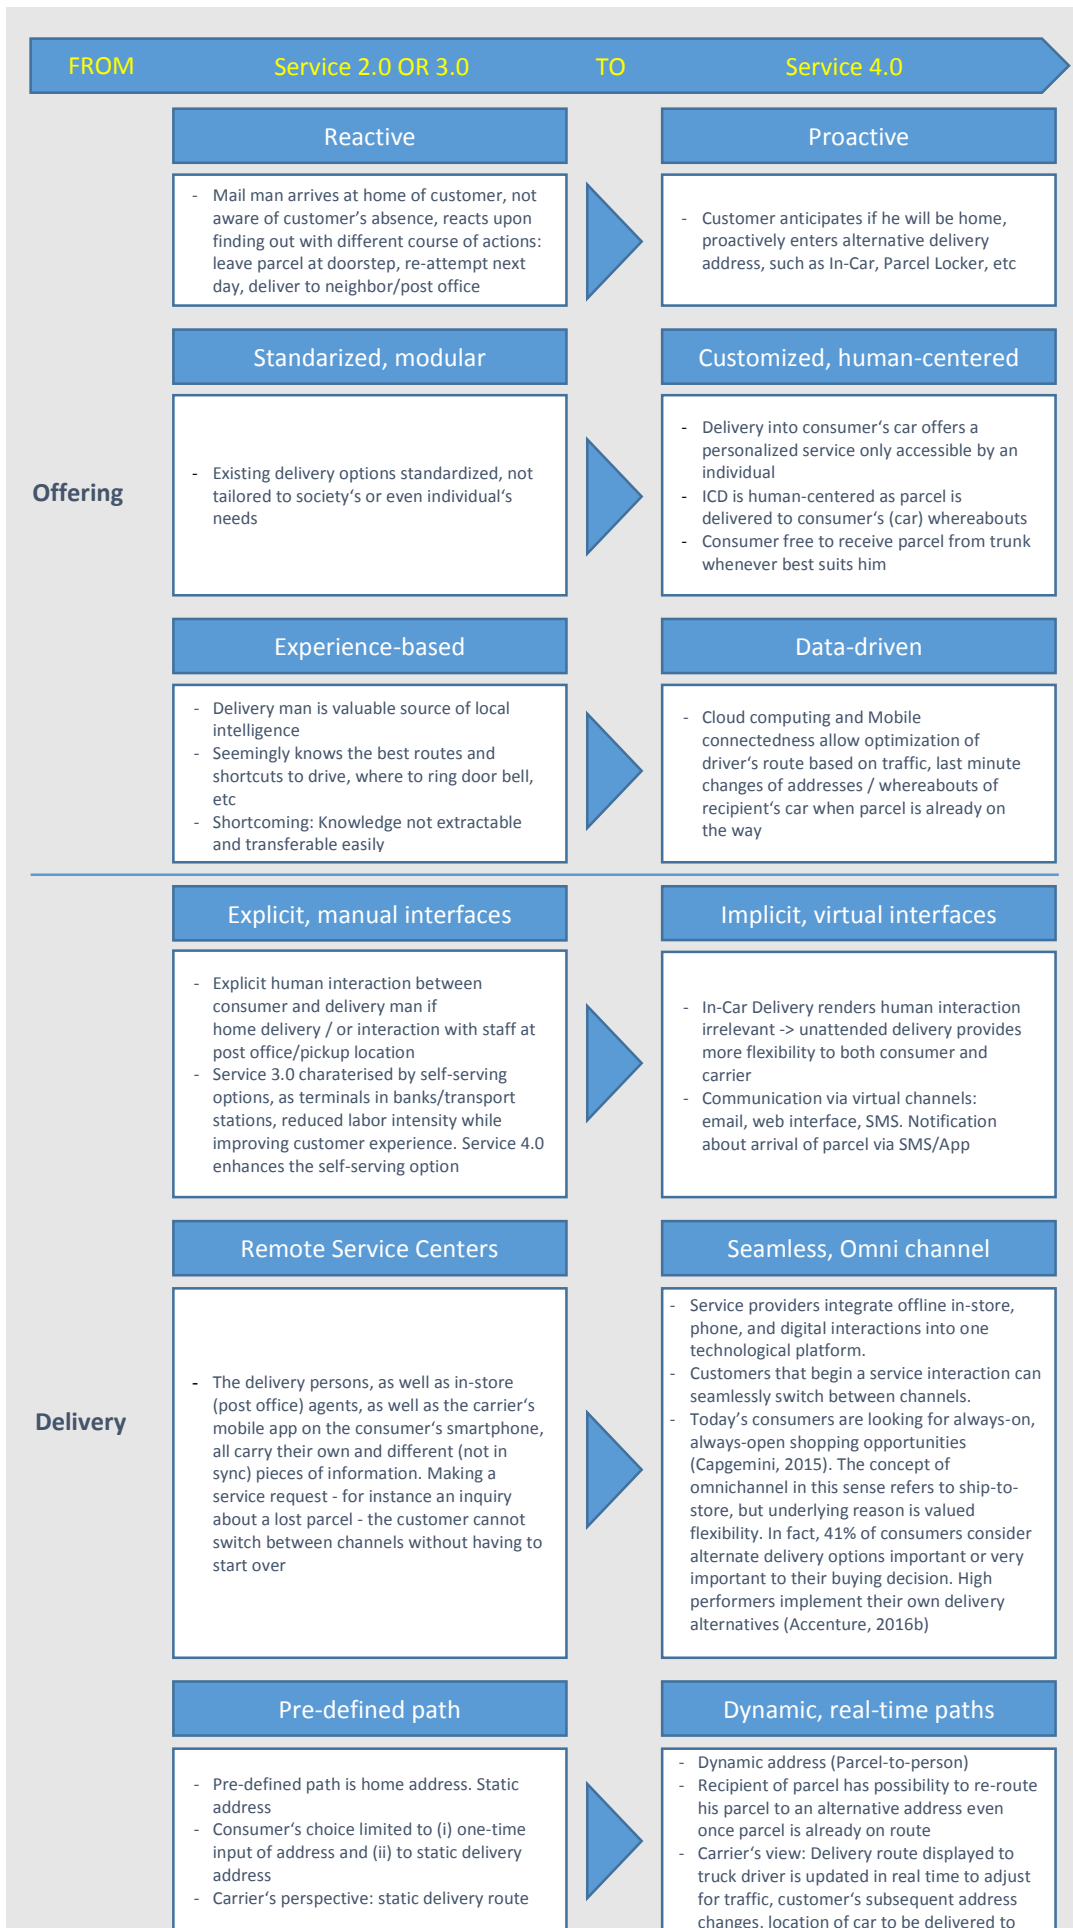 FROM Service 2.0 OR 3.0 TO Service 4.0
Reactive
- Mail man arrives at home of customer, not
aware of customer‘s absence, reacts upon
finding out with different course of actions:
leave parcel at doorstep, re-attempt next
day, deliver to neighbor/post office
Proactive
- Customer anticipates if he will be home,
proactively enters alternative delivery
address, such as In-Car, Parcel Locker, etc
Offering
Standarized, modular
- Existing delivery options standardized, not
tailored to society‘s or even individual‘s
needs
Customized, human-centered
- Delivery into consumer‘s car offers a
personalized service only accessible by an
individual
- ICD is human-centered as parcel is
delivered to consumer‘s (car) whereabouts
- Consumer free to receive parcel from trunk
whenever best suits him
Experience-based
- Delivery man is valuable source of local
intelligence
- Seemingly knows the best routes and
shortcuts to drive, where to ring door bell,
etc
- Shortcoming: Knowledge not extractable
and transferable easily
Data-driven
- Cloud computing and Mobile
connectedness allow optimization of
driver‘s route based on traffic, last minute
changes of addresses / whereabouts of
recipient‘s car when parcel is already on
the way
Explicit, manual interfaces
- Explicit human interaction between
consumer and delivery man if
home delivery / or interaction with staff at
post office/pickup location
- Service 3.0 charaterised by self-serving
options, as terminals in banks/transport
stations, reduced labor intensity while
improving customer experience. Service 4.0
enhances the self-serving option
Implicit, virtual interfaces
- In-Car Delivery renders human interaction
irrelevant -> unattended delivery provides
more flexibility to both consumer and
carrier
- Communication via virtual channels:
email, web interface, SMS. Notification
about arrival of parcel via SMS/App
Delivery
Remote Service Centers
- The delivery persons, as well as in-store
(post office) agents, as well as the carrier‘s
mobile app on the consumer‘s smartphone,
all carry their own and different (not in
sync) pieces of information. Making a
service request - for instance an inquiry
about a lost parcel - the customer cannot
switch between channels without having to
start over
Seamless, Omni channel
- Service providers integrate offline in-store,
phone, and digital interactions into one
technological platform.
- Customers that begin a service interaction can
seamlessly switch between channels.
- Today’s consumers are looking for always-on,
always-open shopping opportunities
(Capgemini, 2015). The concept of
omnichannel in this sense refers to ship-to-
store, but underlying reason is valued
flexibility. In fact, 41% of consumers consider
alternate delivery options important or very
important to their buying decision. High
performers implement their own delivery
alternatives (Accenture, 2016b)
Pre-defined path
- Pre-defined path is home address. Static
address
- Consumer‘s choice limited to (i) one-time
input of address and (ii) to static delivery
address
- Carrier‘s perspective: static delivery route
Dynamic, real-time paths
- Dynamic address (Parcel-to-person)
- Recipient of parcel has possibility to re-route
his parcel to an alternative address even
once parcel is already on route
- Carrier‘s view: Delivery route displayed to
truck driver is updated in real time to adjust
for traffic, customer‘s subsequent address
changes, location of car to be delivered to